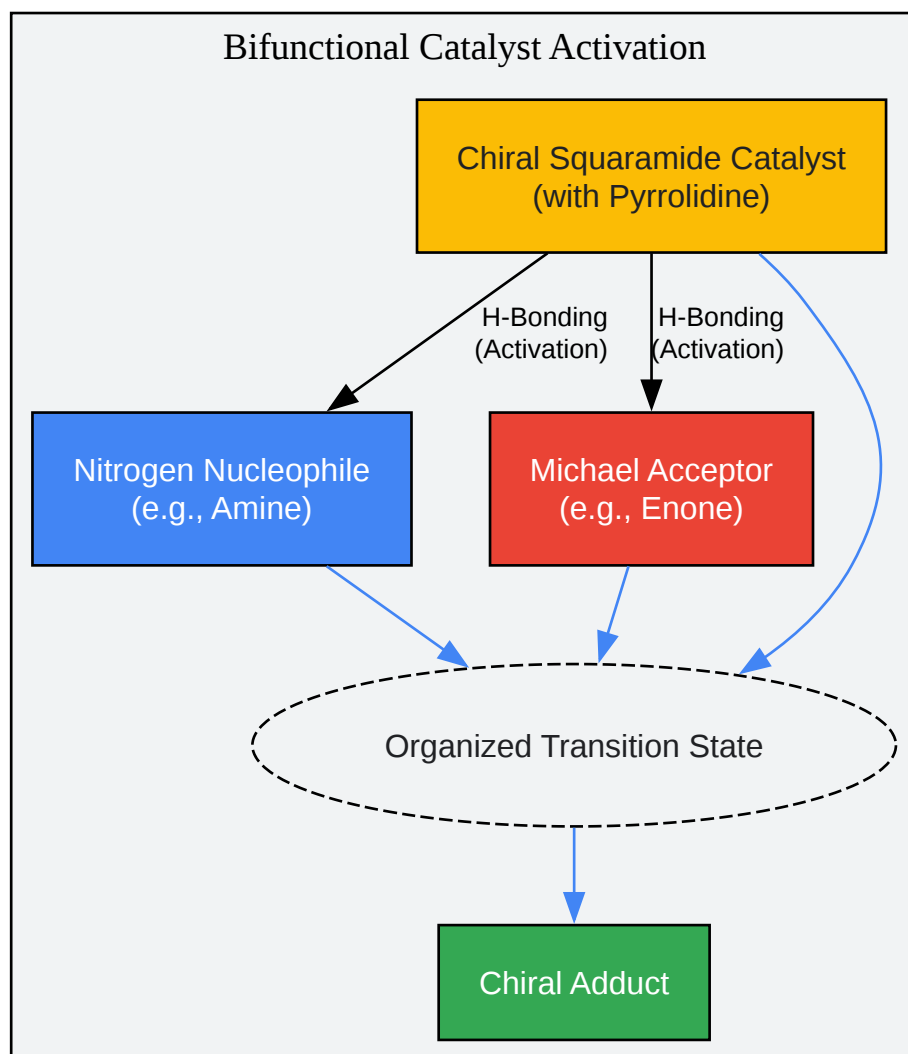 Bifunctional Catalyst Activation
Chiral Squaramide Catalyst
(with Pyrrolidine)
H-Bonding
(Activation)
H-Bonding
(Activation)
Nitrogen Nucleophile
(e.g., Amine)
Michael Acceptor
(e.g., Enone)
Organized Transition State
Chiral Adduct